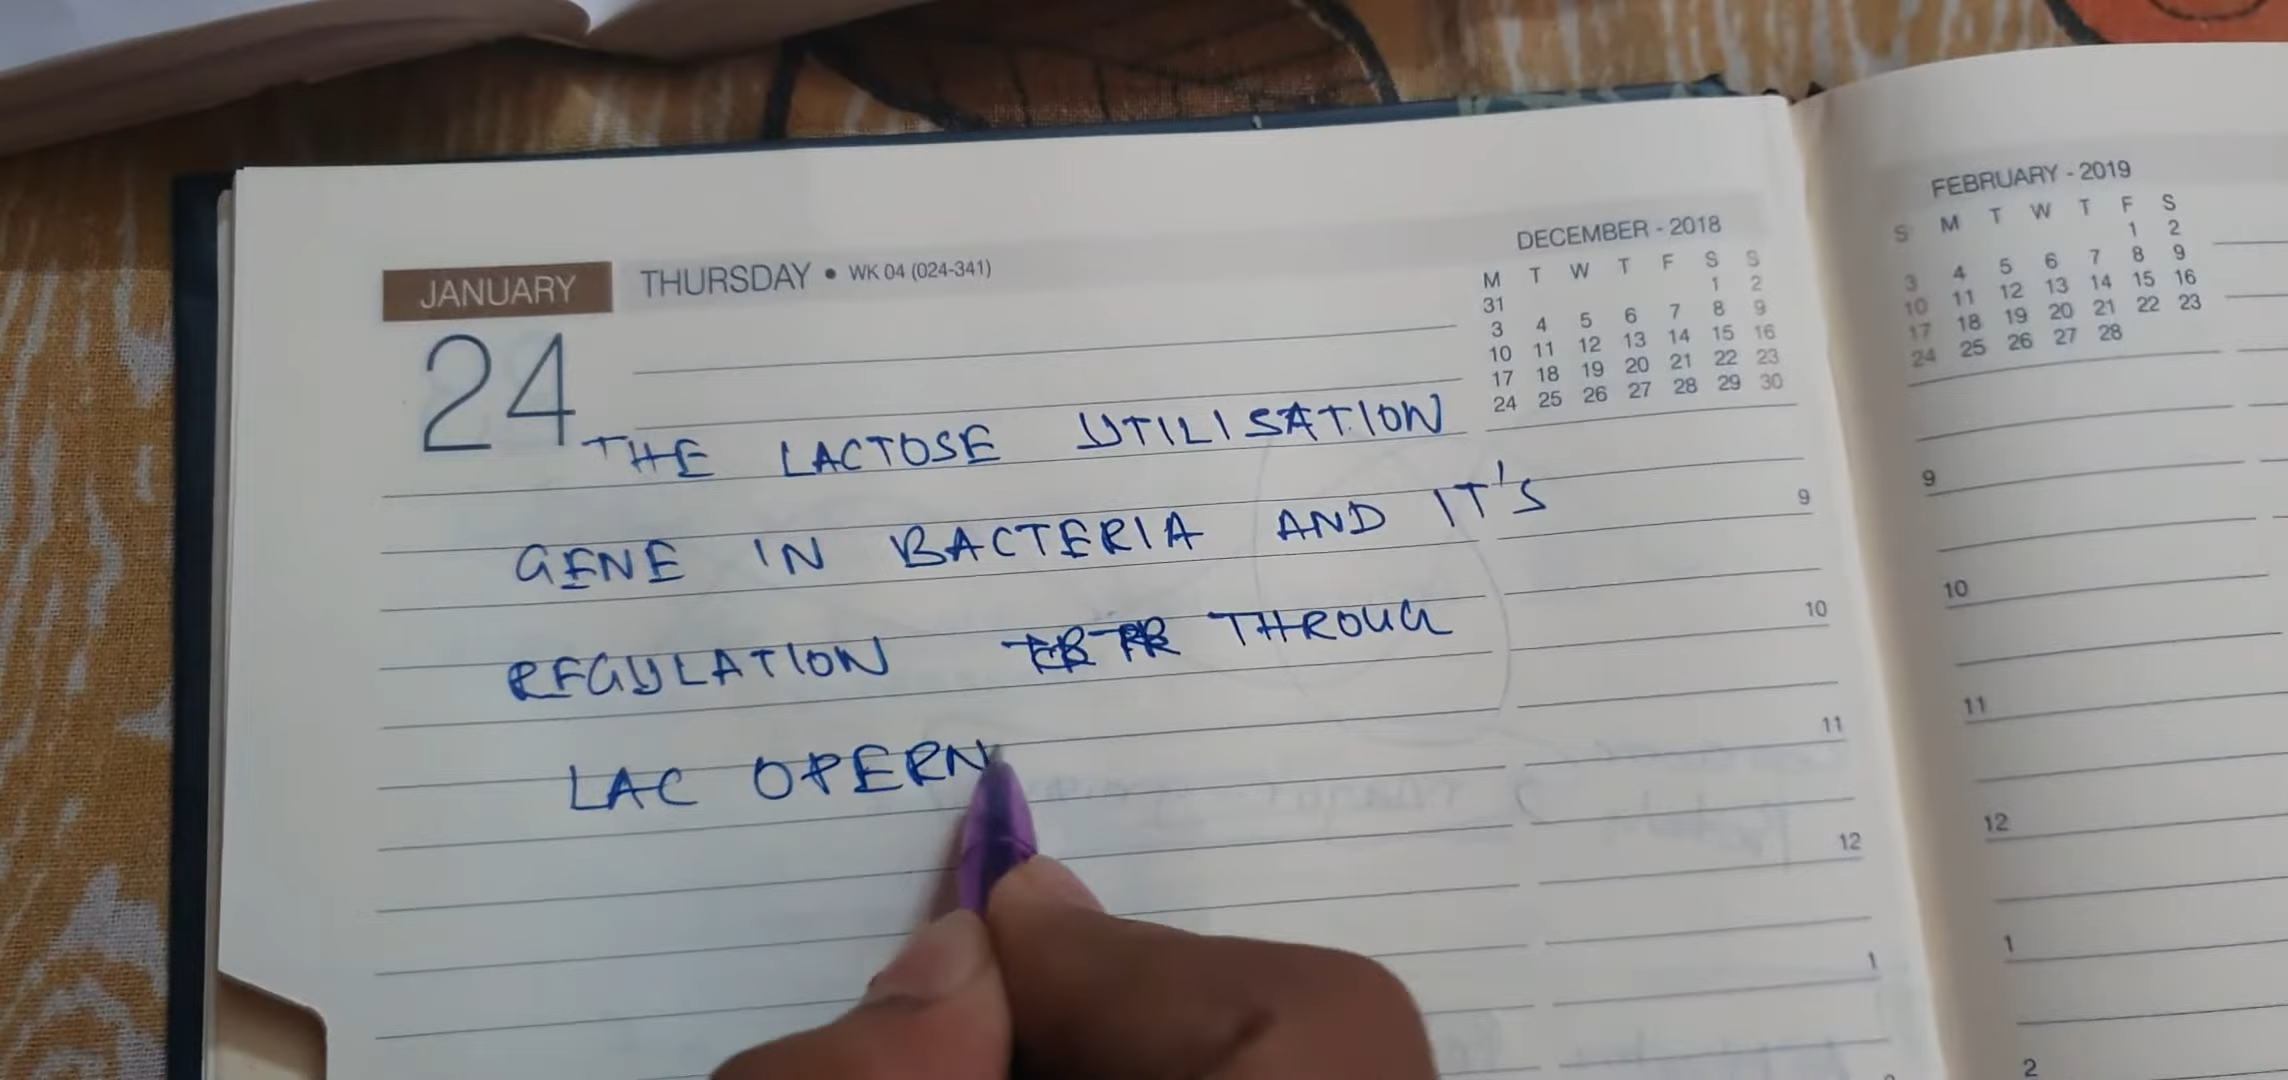 JANUARY THURSDAY • WK 04 (024-341)
24
DECEMBER - 2018
M T W T F S S
31 1 2
3 4 5 6 7 8 9
10 11 12 13 14 15 16
17 18 19 20 21 22 23
24 25 26 27 28 29 30
THE LACTOSE UTILISATION
GENE IN BACTERIA AND IT'S
REGULATION THROUG
LAC OPERN
9
10
11
12
1
FEBRUARY - 2019
S M T W T F S
1 2
3 4 5 6 7 8 9
10 11 12 13 14 15 16
17 18 19 20 21 22 23
24 25 26 27 28
9
10
11
12
1
2